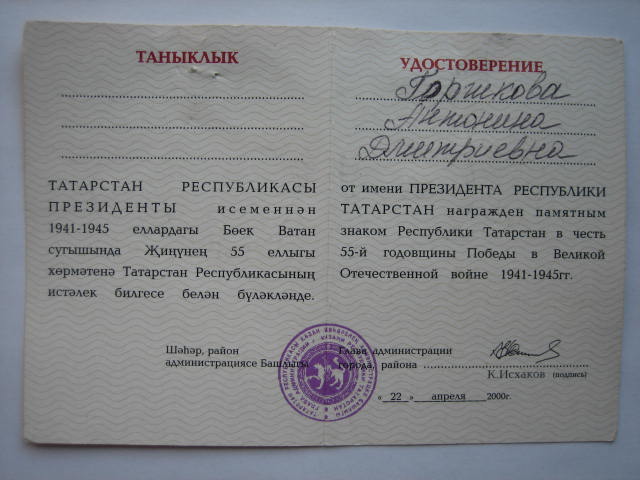 ТАНЫКЛЫК
ТАТАРСТАН РЕСПУБЛИКАСЫ
ПРЕЗИДЕНТЫ исеменнән
1941-1945 еллардагы Бөек Ватан
сугышында Җиңүнең 55 еллыгы
хөрмәтенә Татарстан Республикасының
истәлек билгесе белән бүләкләнде.
Шәһәр, район
администрациясе Башлыгы
УДОСТОВЕРЕНИЕ
Горшкова
Антонина
Дмитриевна
от имени ПРЕЗИДЕНТА РЕСПУБЛИКИ
ТАТАРСТАН награжден памятным
знаком Республики Татарстан в честь
55-й годовщины Победы в Великой
Отечественной войне 1941-1945гг.
Глава администрации
города, района
К.Исхаков (подпись)
« 22 » апреля 2000г.